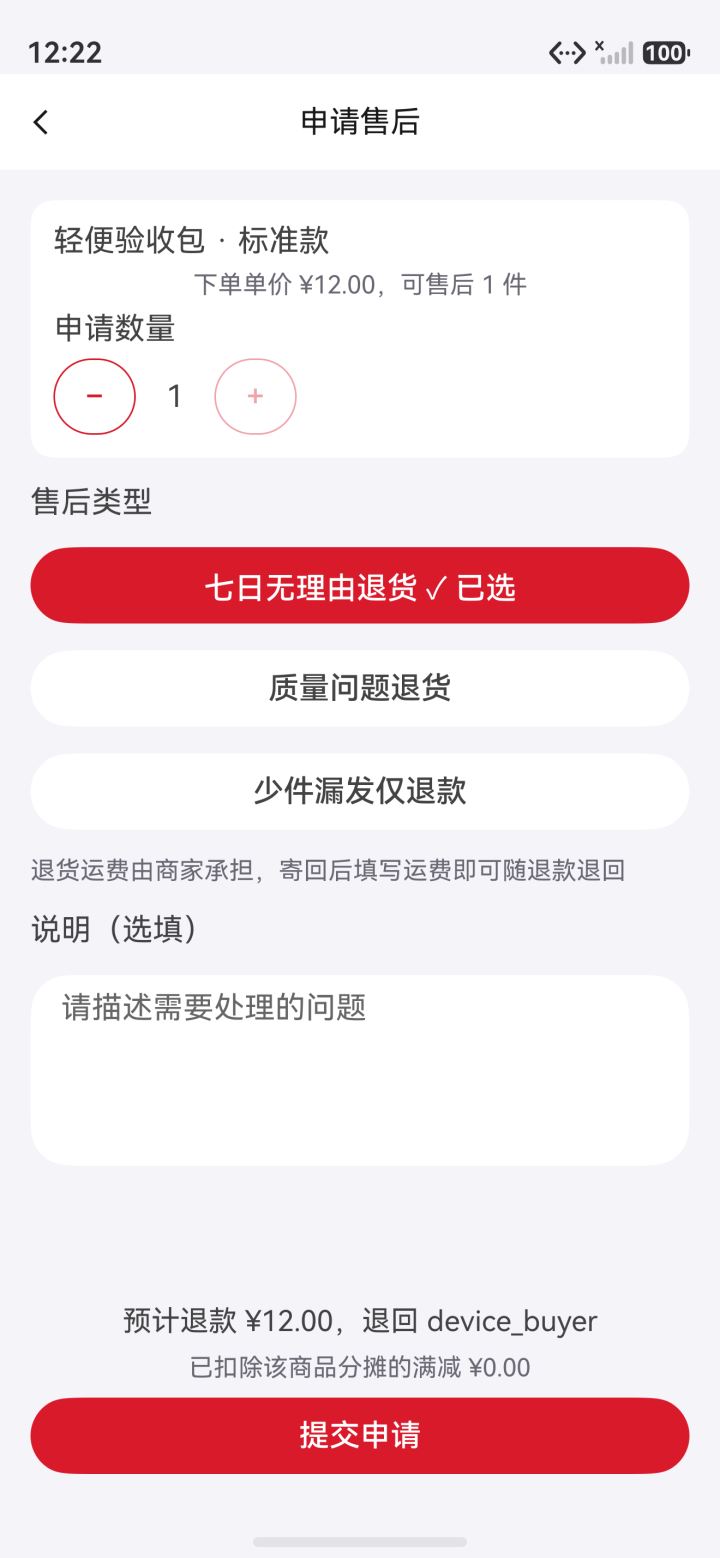 12:22
100
申请售后
轻便验收包 · 标准款
下单单价 ¥12.00，可售后 1 件
申请数量
− 1 +
售后类型
七日无理由退货 ✓ 已选
质量问题退货
少件漏发仅退款
退货运费由商家承担，寄回后填写运费即可随退款退回
说明（选填）
请描述需要处理的问题
预计退款 ¥12.00，退回 device_buyer
已扣除该商品分摊的满减 ¥0.00
提交申请